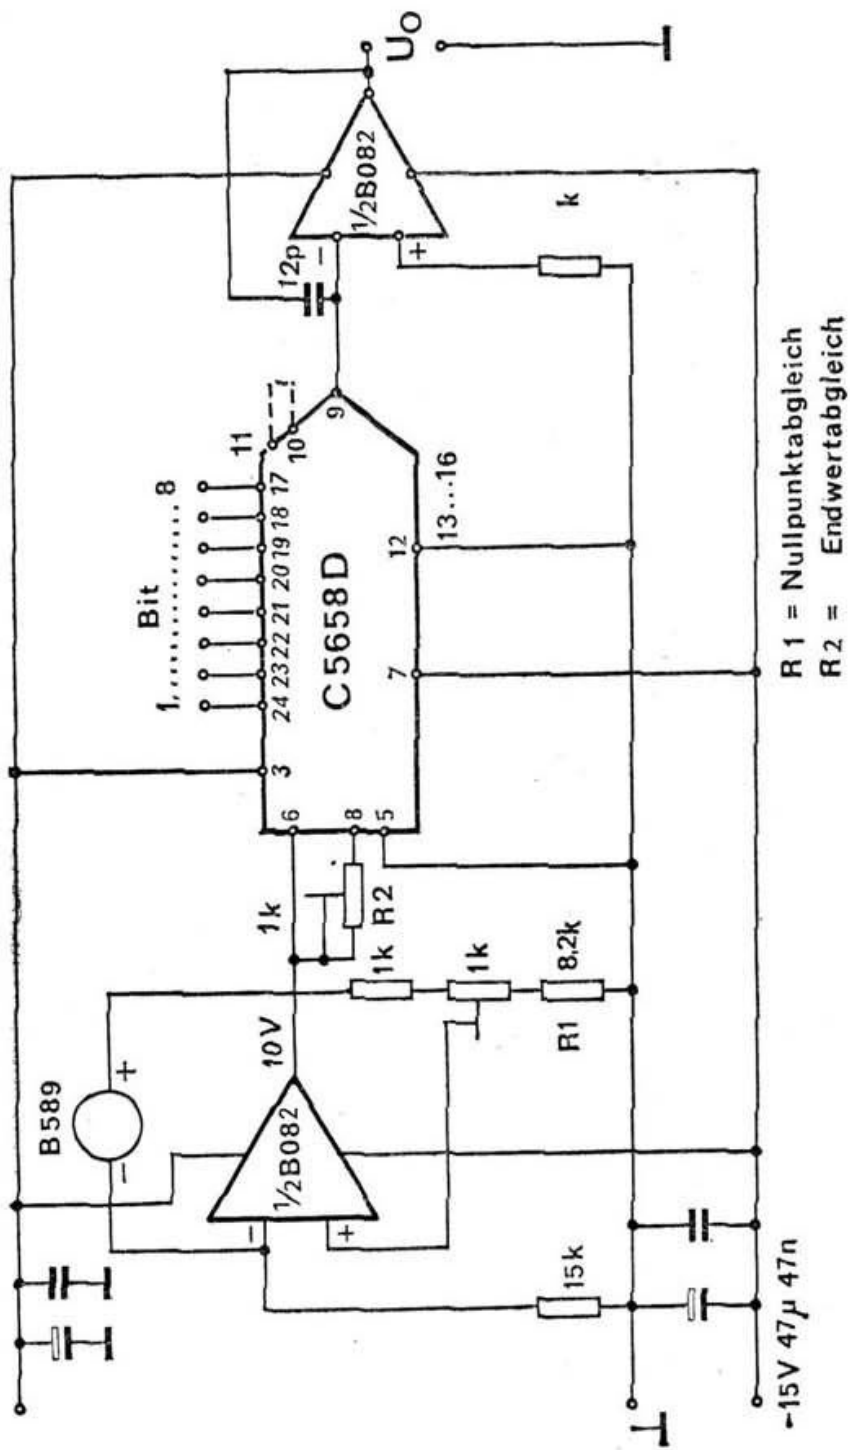 B589
−
+
10V
½B082
−
+
15k
1k
1k
R1
8,2k
1k
R2
6
8
5
3
24 23 22 21 20 19 18 17
1..............8
Bit
11
10
9
C5658D
7
12
13...16
12p
−
+
½B082
k
U₀
-15V 47µ 47n
R1 = Nullpunktabgleich
R2 = Endwertabgleich